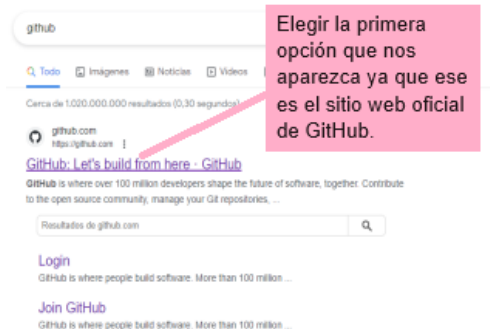 github
Elegir la primera
opción que nos
aparezca ya que ese
es el sitio web oficial
de GitHub.
Todo Imágenes Noticias Videos
Cerca de 1.020.000.000 resultados (0,30 segundos)
github.com
https://github.com
GitHub: Let's build from here · GitHub
GitHub is where over 100 million developers shape the future of software, together. Contribute
to the open source community, manage your Git repositories, ...
Resultados de github.com
Login
GitHub is where people build software. More than 100 million ...
Join GitHub
GitHub is where people build software. More than 100 million ...